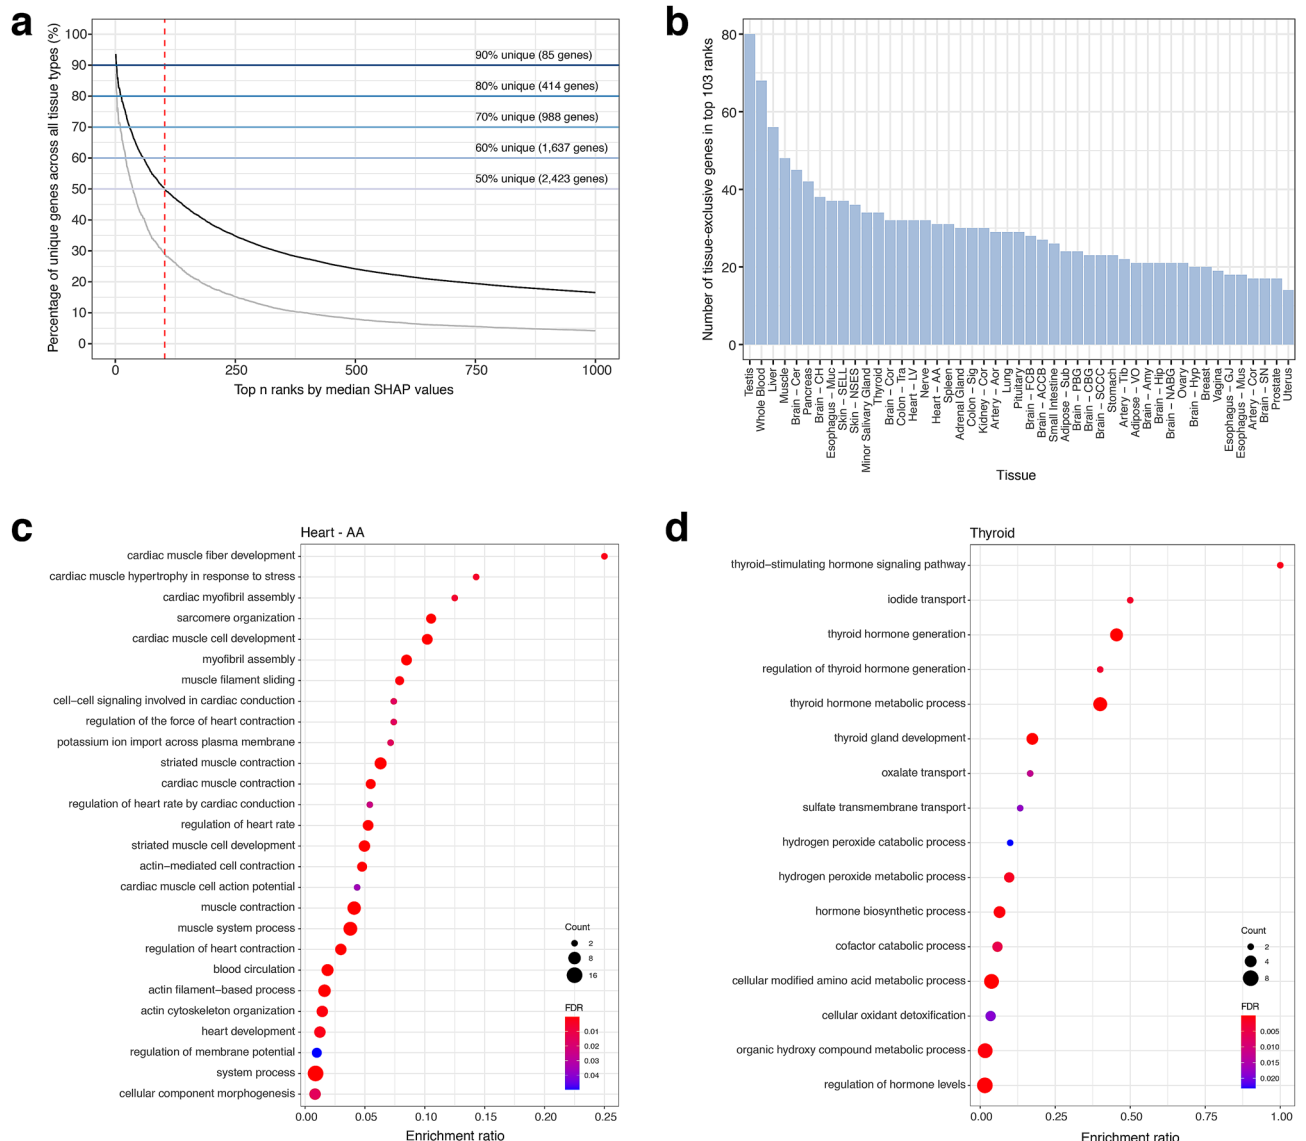 a
Percentage of unique genes across all tissue types (%)
100
90
80
70
60
50
40
30
20
10
0
90% unique (85 genes)
80% unique (414 genes)
70% unique (988 genes)
60% unique (1,637 genes)
50% unique (2,423 genes)
0
250
500
750
1000
Top n ranks by median SHAP values
b
Number of tissue-exclusive genes in top 103 ranks
80
60
40
20
0
Testis
Whole Blood
Liver
Muscle
Brain – Cer
Pancreas
Brain – CH
Esophagus – Muc
Skin – SELL
Skin – NSES
Minor Salivary Gland
Thyroid
Brain – Cor
Colon – Tra
Heart – LV
Nerve
Heart – AA
Spleen
Adrenal Gland
Colon – Sig
Kidney – Cor
Artery – Aor
Lung
Pituitary
Brain – FCB
Brain – ACCB
Small Intestine
Adipose – Sub
Brain – PBG
Brain – CBG
Brain – SCCC
Stomach
Artery – Tib
Adipose – VO
Brain – Amy
Brain – Hip
Brain – NABG
Ovary
Brain – Hyp
Breast
Vagina
Esophagus – GJ
Esophagus – Mus
Artery – Cor
Brain – SN
Prostate
Uterus
Tissue
c
Heart - AA
cardiac muscle fiber development
cardiac muscle hypertrophy in response to stress
cardiac myofibril assembly
sarcomere organization
cardiac muscle cell development
myofibril assembly
muscle filament sliding
cell–cell signaling involved in cardiac conduction
regulation of the force of heart contraction
potassium ion import across plasma membrane
striated muscle contraction
cardiac muscle contraction
regulation of heart rate by cardiac conduction
regulation of heart rate
striated muscle cell development
actin–mediated cell contraction
cardiac muscle cell action potential
muscle contraction
muscle system process
regulation of heart contraction
blood circulation
actin filament–based process
actin cytoskeleton organization
heart development
regulation of membrane potential
system process
cellular component morphogenesis
Count
2
8
16
FDR
0.01
0.02
0.03
0.04
0.00
0.05
0.10
0.15
0.20
0.25
Enrichment ratio
d
Thyroid
thyroid–stimulating hormone signaling pathway
iodide transport
thyroid hormone generation
regulation of thyroid hormone generation
thyroid hormone metabolic process
thyroid gland development
oxalate transport
sulfate transmembrane transport
hydrogen peroxide catabolic process
hydrogen peroxide metabolic process
hormone biosynthetic process
cofactor catabolic process
cellular modified amino acid metabolic process
cellular oxidant detoxification
organic hydroxy compound metabolic process
regulation of hormone levels
Count
2
4
8
FDR
0.005
0.010
0.015
0.020
0.00
0.25
0.50
0.75
1.00
Enrichment ratio